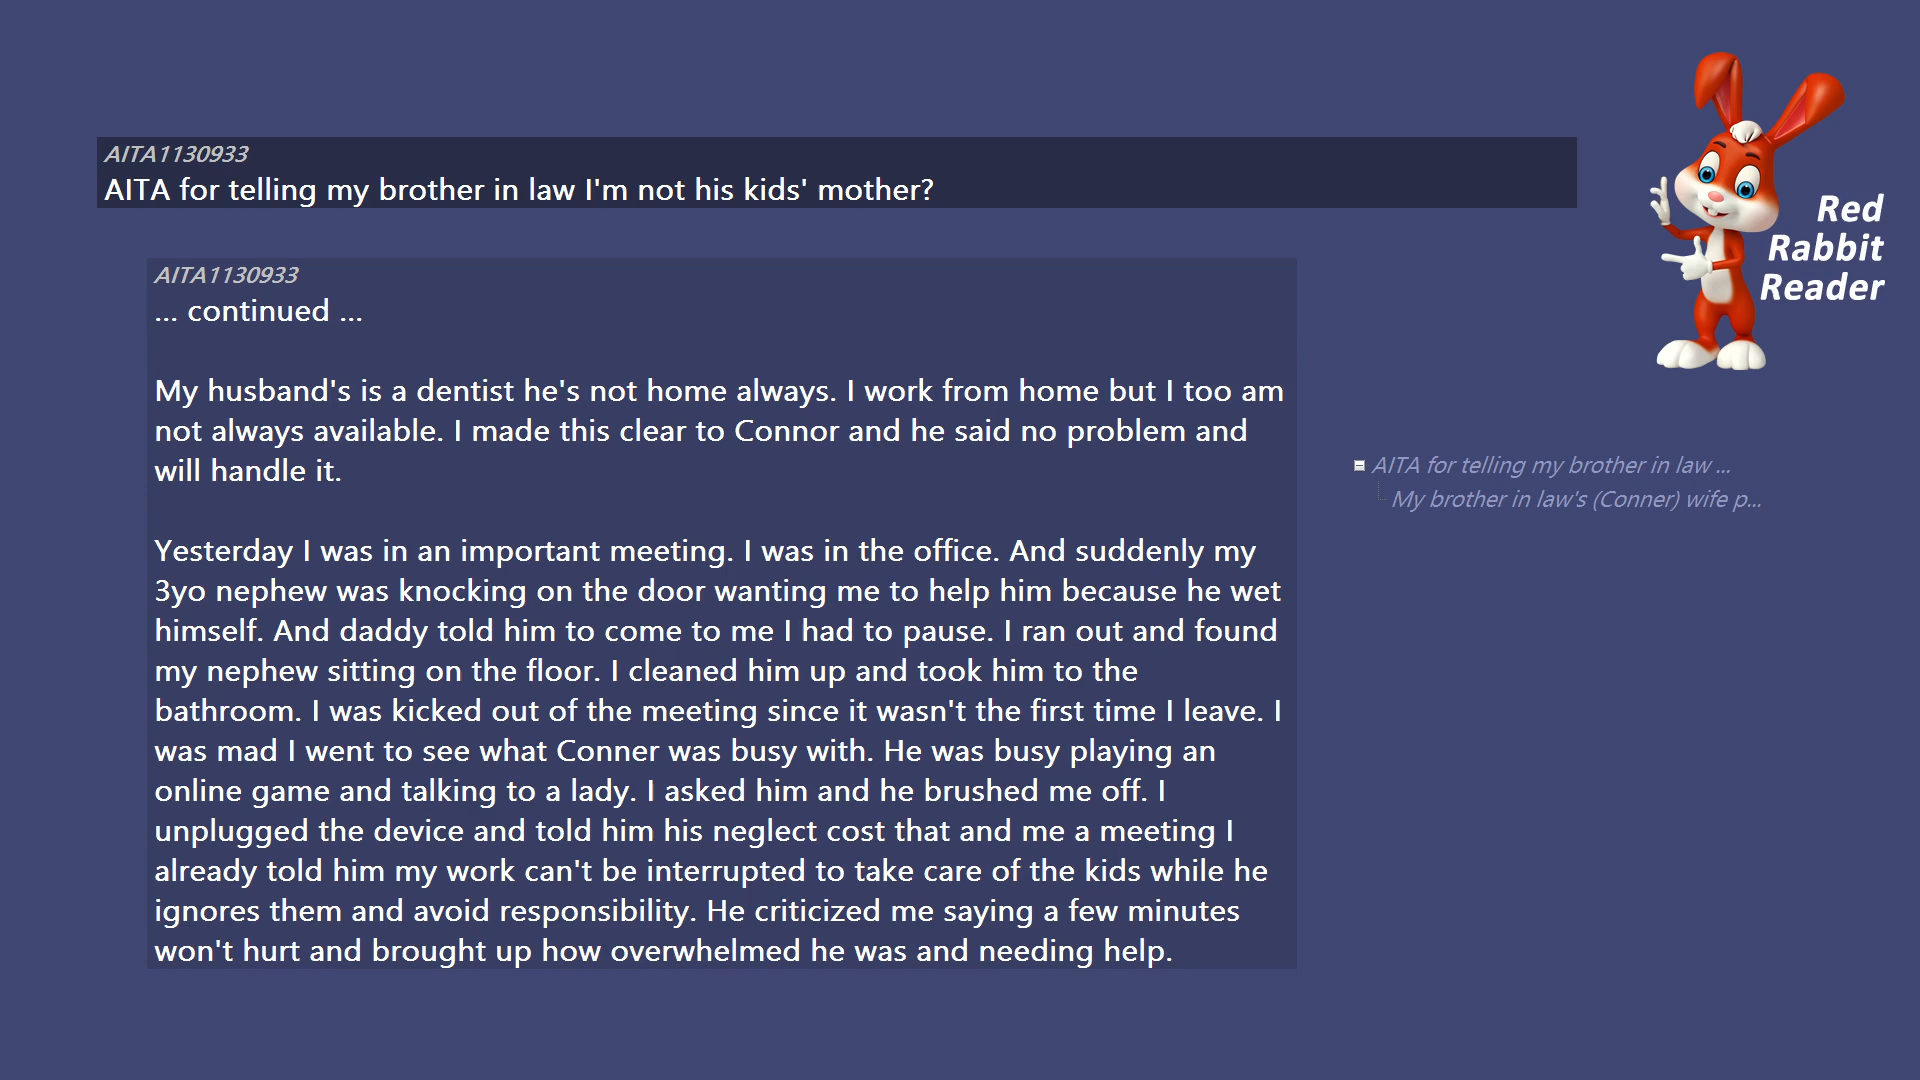 AITA1130933
AITA for telling my brother in law I'm not his kids' mother?
AITA1130933
... continued ...
My husband's is a dentist he's not home always. I work from home but I too am
not always available. I made this clear to Connor and he said no problem and
will handle it.
Yesterday I was in an important meeting. I was in the office. And suddenly my
3yo nephew was knocking on the door wanting me to help him because he wet
himself. And daddy told him to come to me I had to pause. I ran out and found
my nephew sitting on the floor. I cleaned him up and took him to the
bathroom. I was kicked out of the meeting since it wasn't the first time I leave. I
was mad I went to see what Conner was busy with. He was busy playing an
online game and talking to a lady. I asked him and he brushed me off. I
unplugged the device and told him his neglect cost that and me a meeting I
already told him my work can't be interrupted to take care of the kids while he
ignores them and avoid responsibility. He criticized me saying a few minutes
won't hurt and brought up how overwhelmed he was and needing help.
Red
Rabbit
Reader
AITA for telling my brother in law ...
My brother in law's (Conner) wife p...